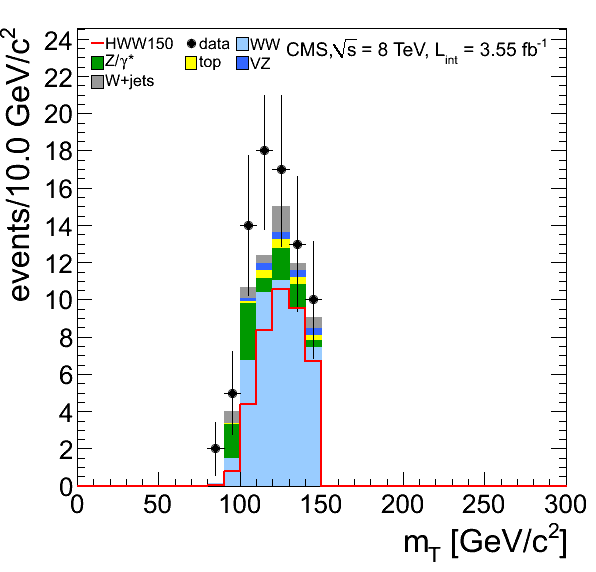 events/10.0 GeV/c²
24
22
20
18
16
14
12
10
8
6
4
2
0
HWW150 data WW CMS,√s = 8 TeV, L_int = 3.55 fb⁻¹
Z/γ* top VZ
W+jets
0 50 100 150 200 250 300
m_T [GeV/c²]